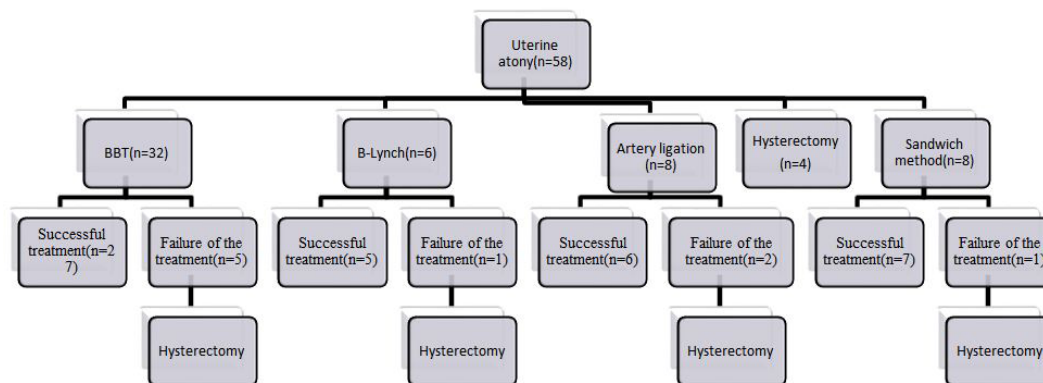 Uterine
atony(n=58)
BBT(n=32)
B-Lynch(n=6)
Artery ligation
(n=8)
Hysterectomy
(n=4)
Sandwich
method(n=8)
Successful
treatment(n=2
7)
Failure of the
treatment(n=5)
Successful
treatment(n=5)
Failure of the
treatment(n=1)
Successful
treatment(n=6)
Failure of the
treatment(n=2)
Successful
treatment(n=7)
Failure of the
treatment(n=1)
Hysterectomy
Hysterectomy
Hysterectomy
Hysterectomy